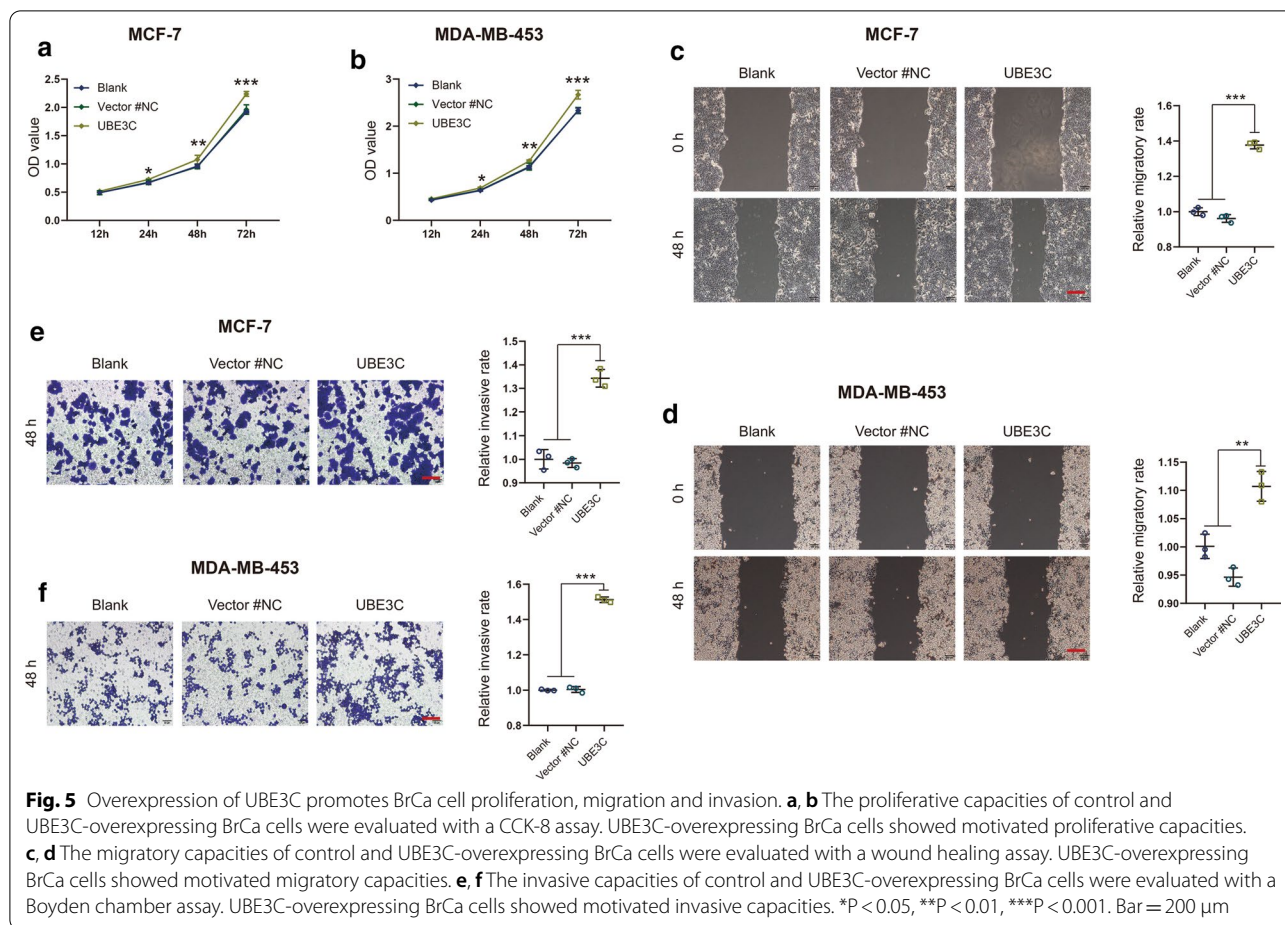 a
MCF-7
Blank
Vector #NC
UBE3C
OD value
2.5
2.0
1.5
1.0
0.5
0.0
*
**
***
12h 24h 48h 72h
b
MDA-MB-453
Blank
Vector #NC
UBE3C
OD value
3
2
1
0
*
**
***
12h 24h 48h 72h
c
MCF-7
Blank Vector #NC UBE3C
0 h
48 h
Relative migratory rate
1.6
1.4
1.2
1.0
0.8
***
Blank
Vector #NC
UBE3C
e
MCF-7
Blank Vector #NC UBE3C
48 h
Relative invasive rate
1.5
1.4
1.3
1.2
1.1
1.0
0.9
***
Blank
Vector #NC
UBE3C
d
MDA-MB-453
Blank Vector #NC UBE3C
0 h
48 h
Relative migratory rate
1.15
1.10
1.05
1.00
0.95
0.90
**
Blank
Vector #NC
UBE3C
f
MDA-MB-453
Blank Vector #NC UBE3C
48 h
Relative invasive rate
1.6
1.4
1.2
1.0
0.8
***
Blank
Vector #NC
UBE3C
Fig. 5 Overexpression of UBE3C promotes BrCa cell proliferation, migration and invasion. a, b The proliferative capacities of control and
UBE3C-overexpressing BrCa cells were evaluated with a CCK-8 assay. UBE3C-overexpressing BrCa cells showed motivated proliferative capacities.
c, d The migratory capacities of control and UBE3C-overexpressing BrCa cells were evaluated with a wound healing assay. UBE3C-overexpressing
BrCa cells showed motivated migratory capacities. e, f The invasive capacities of control and UBE3C-overexpressing BrCa cells were evaluated with a
Boyden chamber assay. UBE3C-overexpressing BrCa cells showed motivated invasive capacities. *P < 0.05, **P < 0.01, ***P < 0.001. Bar = 200 μm